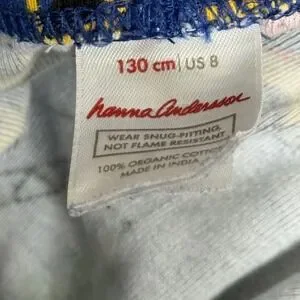 130 cm | US 8
hanna andersson
WEAR SNUG-FITTING,
NOT FLAME RESISTANT
100% ORGANIC COTTON
MADE IN INDIA